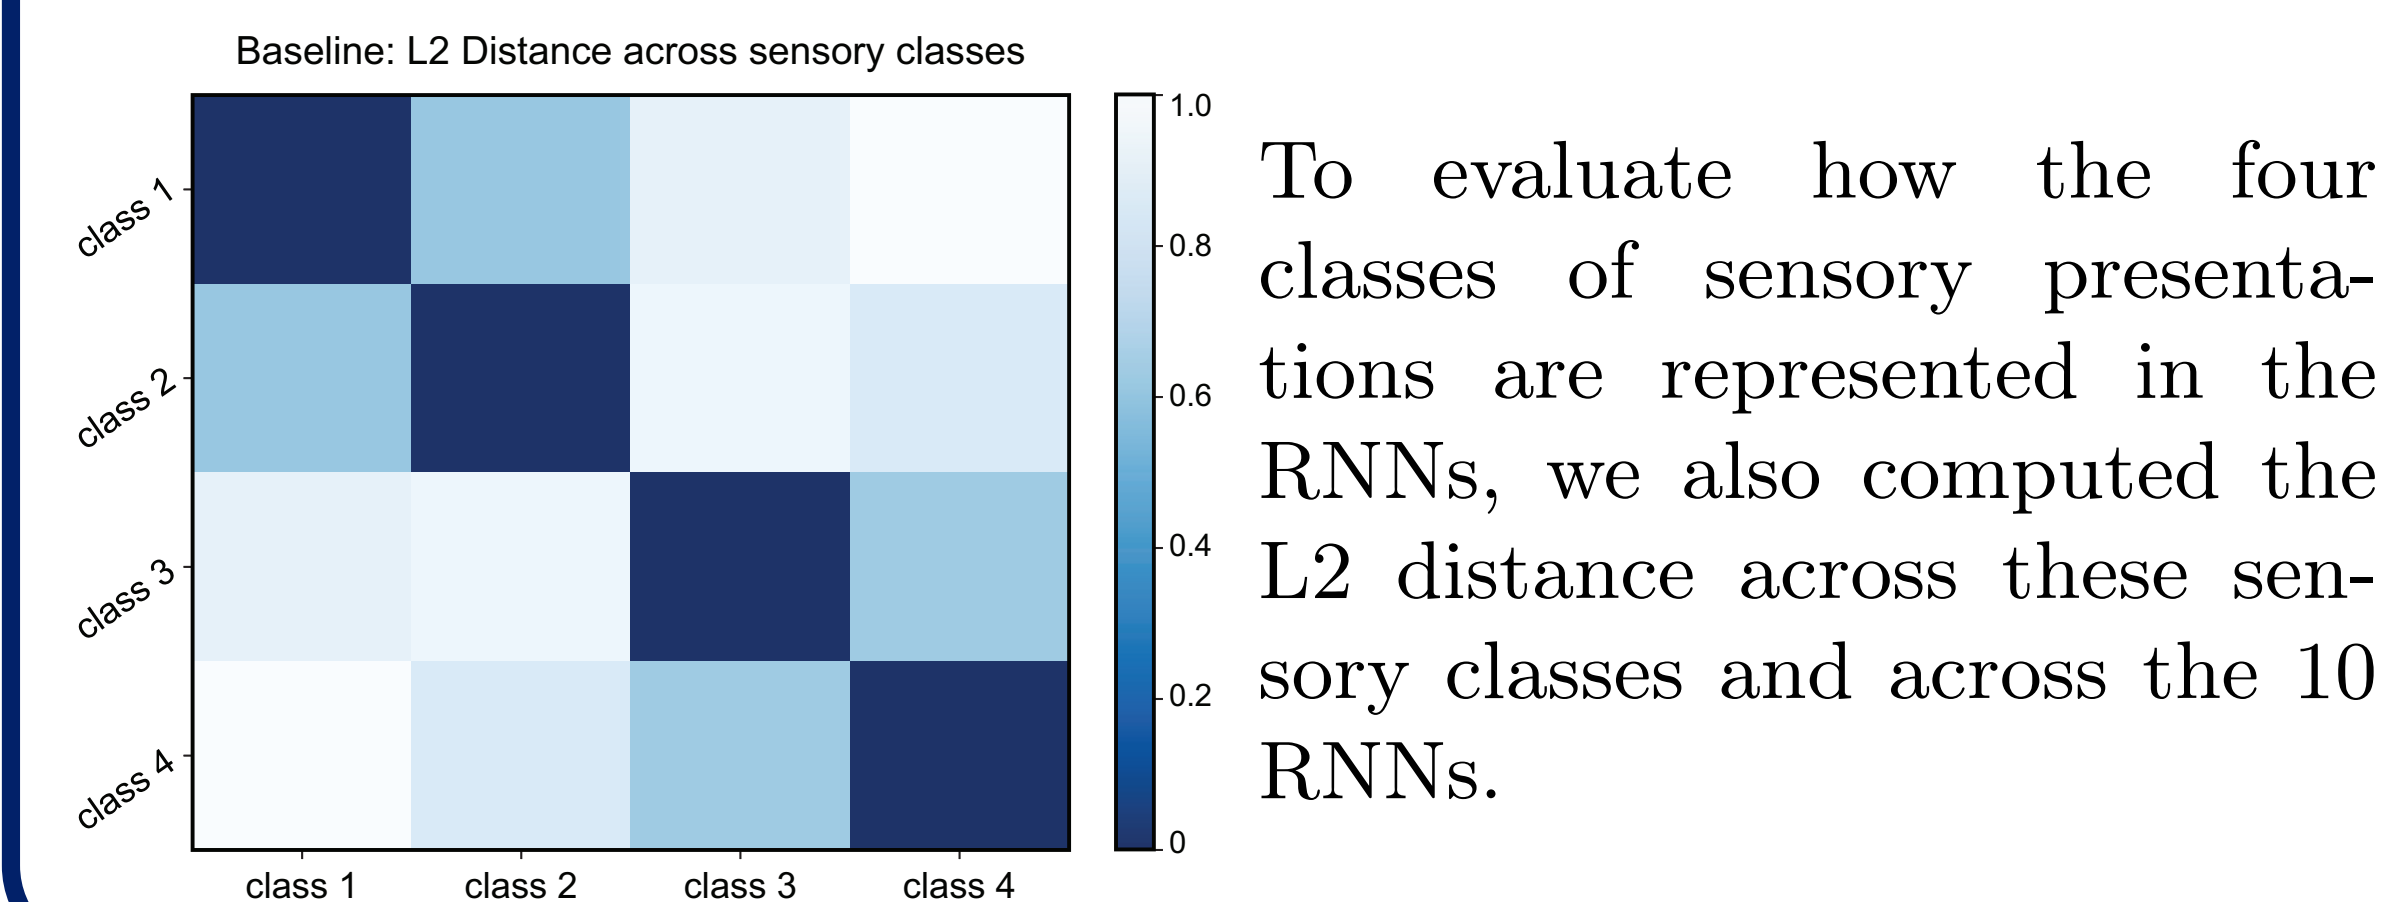 Baseline: L2 Distance across sensory classes
class 1
class 2
class 3
class 4
class 1
class 2
class 3
class 4
1.0
0.8
0.6
0.4
0.2
0
To evaluate how the four
classes of sensory presenta-
tions are represented in the
RNNs, we also computed the
L2 distance across these sen-
sory classes and across the 10
RNNs.